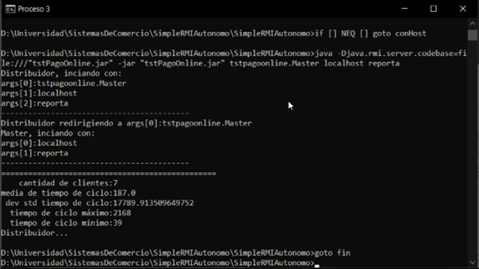 Proceso 3
D:\Universidad\SistemasDeComercio\SimpleRMIAutonomo\SimpleRMIAutonomo>if [] NEQ [] goto conHost
D:\Universidad\SistemasDeComercio\SimpleRMIAutonomo\SimpleRMIAutonomo>java -Djava.rmi.server.codebase=fi
le:///"tstPagOnline.jar" -jar "tstPagoOnline.jar" tstpagoonline.Master localhost reporta
Distribuidor, inciando con:
args[0]:tstpagoonline.Master
args[1]:localhost
args[2]:reporta
-----------------------------------------
Distribuidor redirigiendo a args[0]:tstpagoonline.Master
Master, inciando con:
args[0]:localhost
args[1]:reporta
-----------------------------------------
===============================================
cantidad de clientes:7
media de tiempo de ciclo:187.0
dev std tiempo de ciclo:17789.913509649752
tiempo de ciclo máximo:2168
tiempo de ciclo mínimo:39
Distribuidor...
D:\Universidad\SistemasDeComercio\SimpleRMIAutonomo\SimpleRMIAutonomo>goto fin
D:\Universidad\SistemasDeComercio\SimpleRMIAutonomo\SimpleRMIAutonomo>